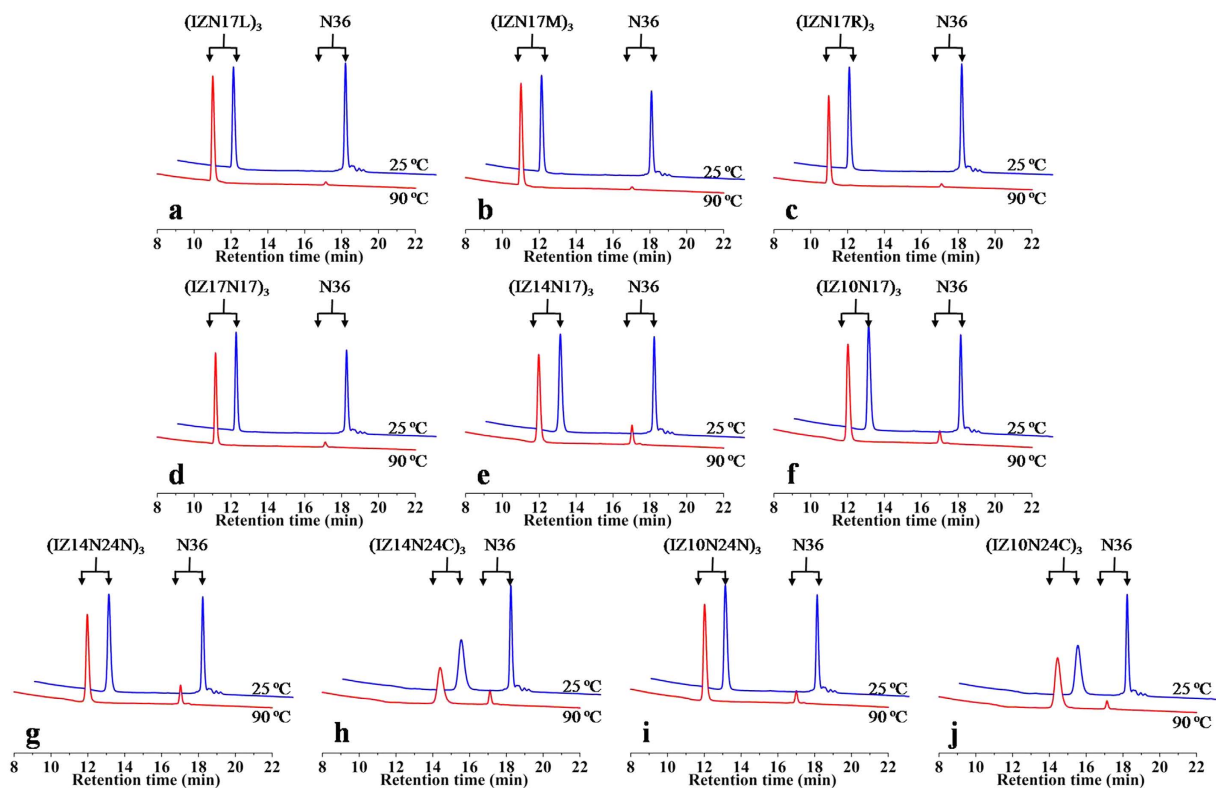 (IZN17L)₃ N36 (IZN17M)₃ N36 (IZN17R)₃ N36
25 ºC 25 ºC 25 ºC
90 ºC 90 ºC 90 ºC
a b c
8 10 12 14 16 18 20 22 8 10 12 14 16 18 20 22 8 10 12 14 16 18 20 22
Retention time (min) Retention time (min) Retention time (min)
(IZ17N17)₃ N36 (IZ14N17)₃ N36 (IZ10N17)₃ N36
25 ºC 25 ºC 25 ºC
90 ºC 90 ºC 90 ºC
d e f
8 10 12 14 16 18 20 22 8 10 12 14 16 18 20 22 8 10 12 14 16 18 20 22
Retention time (min) Retention time (min) Retention time (min)
(IZ14N24N)₃ N36 (IZ14N24C)₃ N36 (IZ10N24N)₃ N36 (IZ10N24C)₃ N36
25 ºC 25 ºC 25 ºC 25 ºC
90 ºC 90 ºC 90 ºC 90 ºC
g h i j
8 10 12 14 16 18 20 22 8 10 12 14 16 18 20 22 8 10 12 14 16 18 20 22 8 10 12 14 16 18 20 22
Retention time (min) Retention time (min) Retention time (min) Retention time (min)